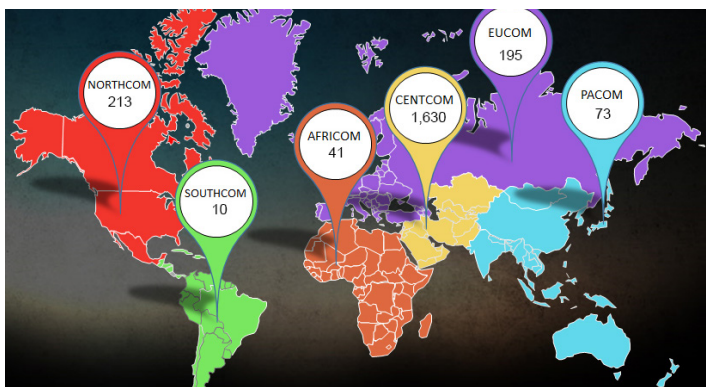 NORTHCOM
213
SOUTHCOM
10
AFRICOM
41
CENTCOM
1,630
EUCOM
195
PACOM
73